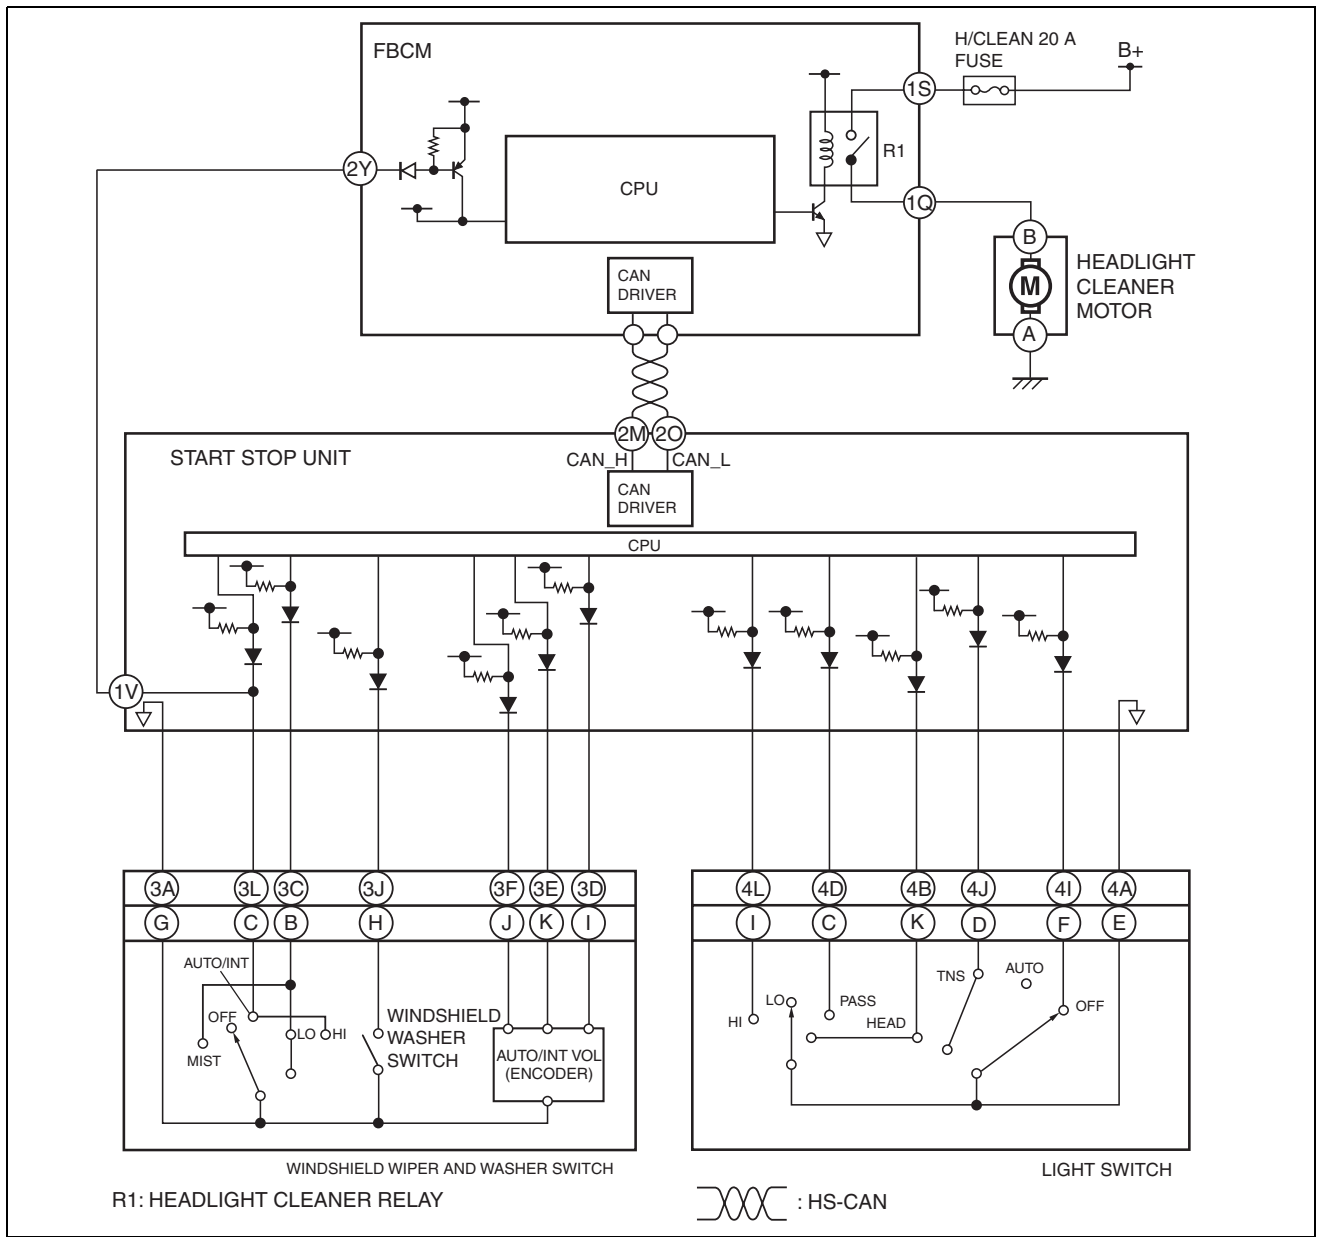 FBCM
H/CLEAN 20 A
FUSE
B+
1S
2Y
CPU
R1
1Q
B
M
A
HEADLIGHT
CLEANER
MOTOR
CAN
DRIVER
2M 2O
START STOP UNIT
CAN_H CAN_L
CAN
DRIVER
CPU
1V
3A 3L 3C 3J 3F 3E 3D
G C B H J K I
AUTO/INT
OFF
LO HI
MIST
WINDSHIELD
WASHER
SWITCH
AUTO/INT VOL
(ENCODER)
WINDSHIELD WIPER AND WASHER SWITCH
4L 4D 4B 4J 4I 4A
I C K D F E
TNS
AUTO
LO
PASS
OFF
HI
HEAD
LIGHT SWITCH
R1: HEADLIGHT CLEANER RELAY
: HS-CAN